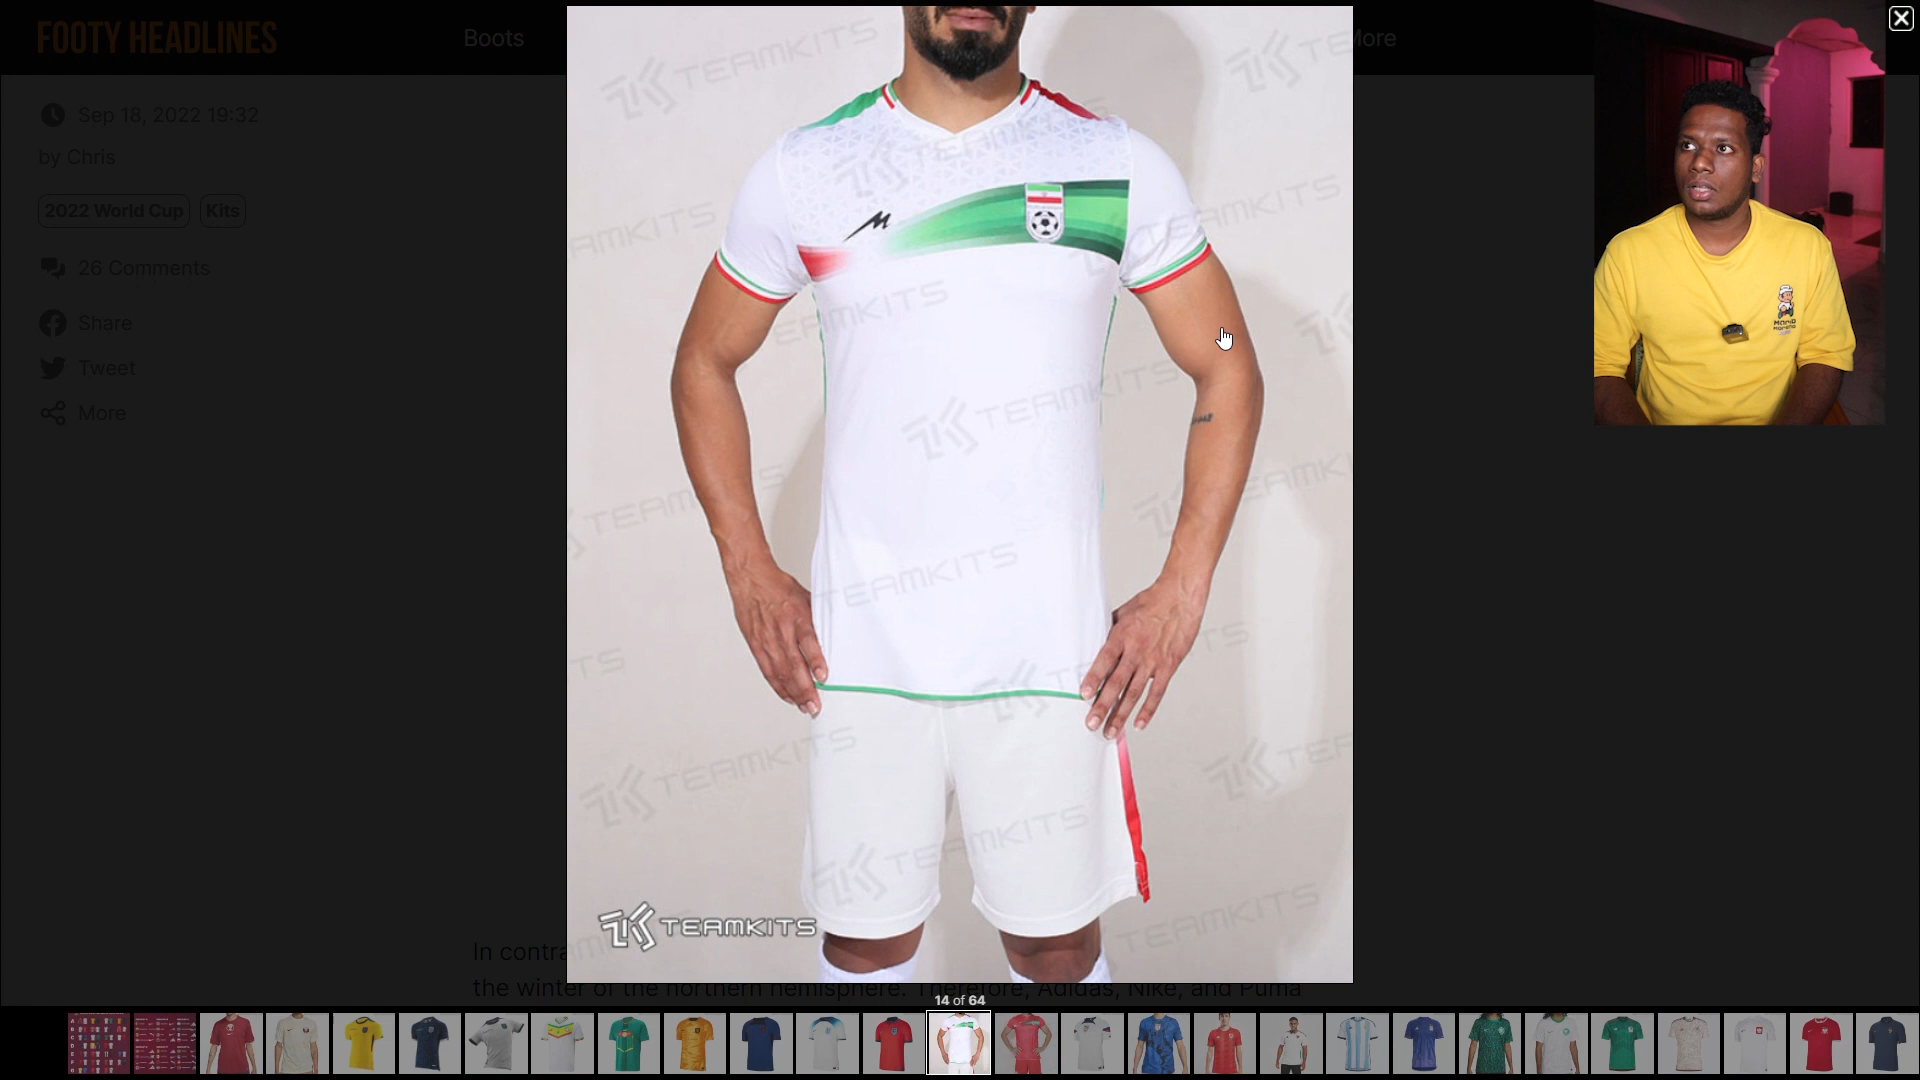 FOOTY HEADLINES
Boots
More
Sep 18, 2022 19:32
by Chris
2022 World Cup
Kits
26 Comments
Share
Tweet
More
TEAMKITS
TEAMKITS
In contra
the winter of the northern hemisphere. Therefore, Adidas, Nike, and Puma
14 of 64